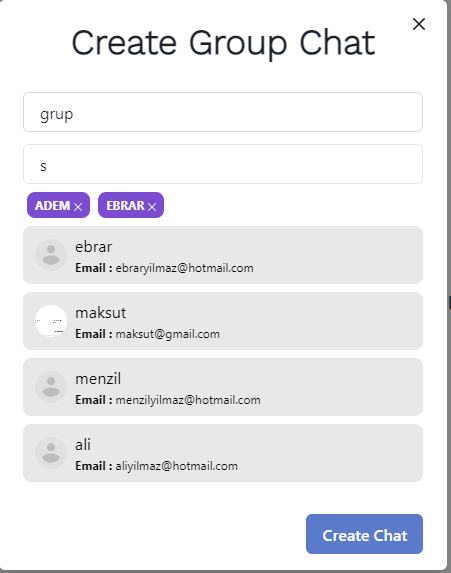 Create Group Chat
grup
s
ADEM EBRAR
ebrar
Email : ebraryilmaz@hotmail.com
maksut
Email : maksut@gmail.com
menzil
Email : menzilyilmaz@hotmail.com
ali
Email : aliyilmaz@hotmail.com
Create Chat